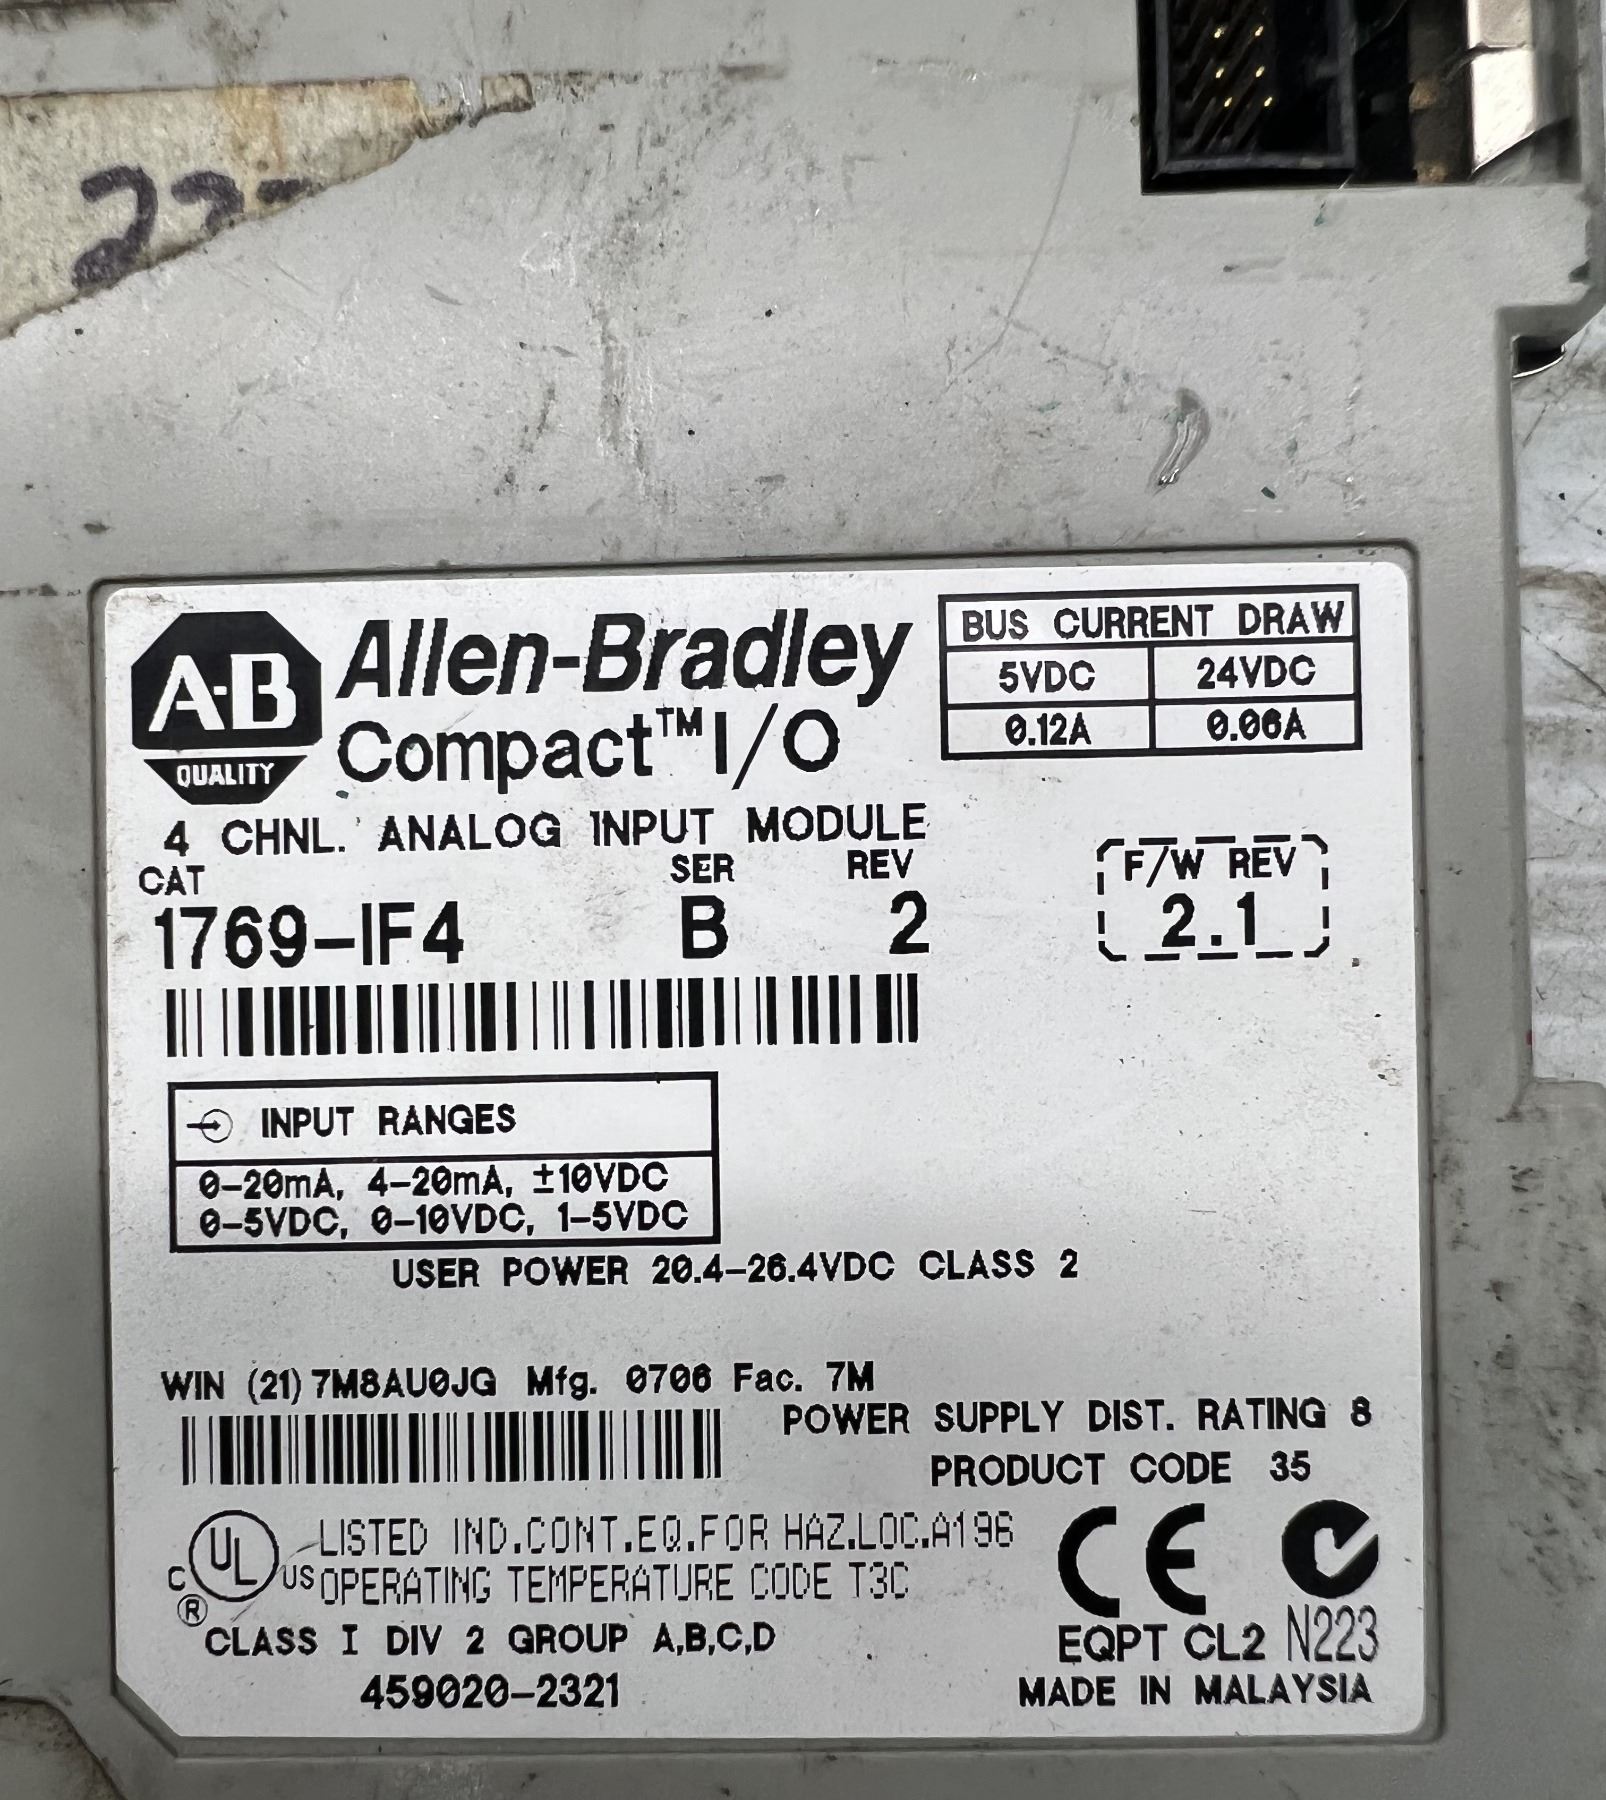 227
A-B
QUALITY
Allen-Bradley
Compact™ I/O
BUS CURRENT DRAW
5VDC 24VDC
0.12A 0.06A
4 CHNL. ANALOG INPUT MODULE
CAT SER REV
1769-IF4 B 2
F/W REV
2.1
INPUT RANGES
0-20mA, 4-20mA, ±10VDC
0-5VDC, 0-10VDC, 1-5VDC
USER POWER 20.4-26.4VDC CLASS 2
WIN (21) 7M8AU0JG Mfg. 0706 Fac. 7M
POWER SUPPLY DIST. RATING 8
PRODUCT CODE 35
C UL US ®
LISTED IND.CONT.EQ.FOR HAZ.LOC.A196
OPERATING TEMPERATURE CODE T3C
CLASS I DIV 2 GROUP A,B,C,D
459020-2321
CE
EQPT CL2 N223
MADE IN MALAYSIA